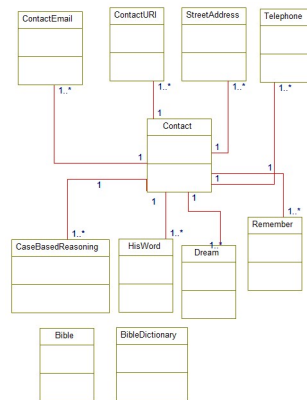 ContactEmail
ContactURI
StreetAddress
Telephone
1..*
1..*
1..*
1..*
1
1
Contact
1
1
1
1
1
1
1..*
1..*
1..*
1..*
CaseBasedReasoning
HisWord
Dream
Remember
Bible
BibleDictionary